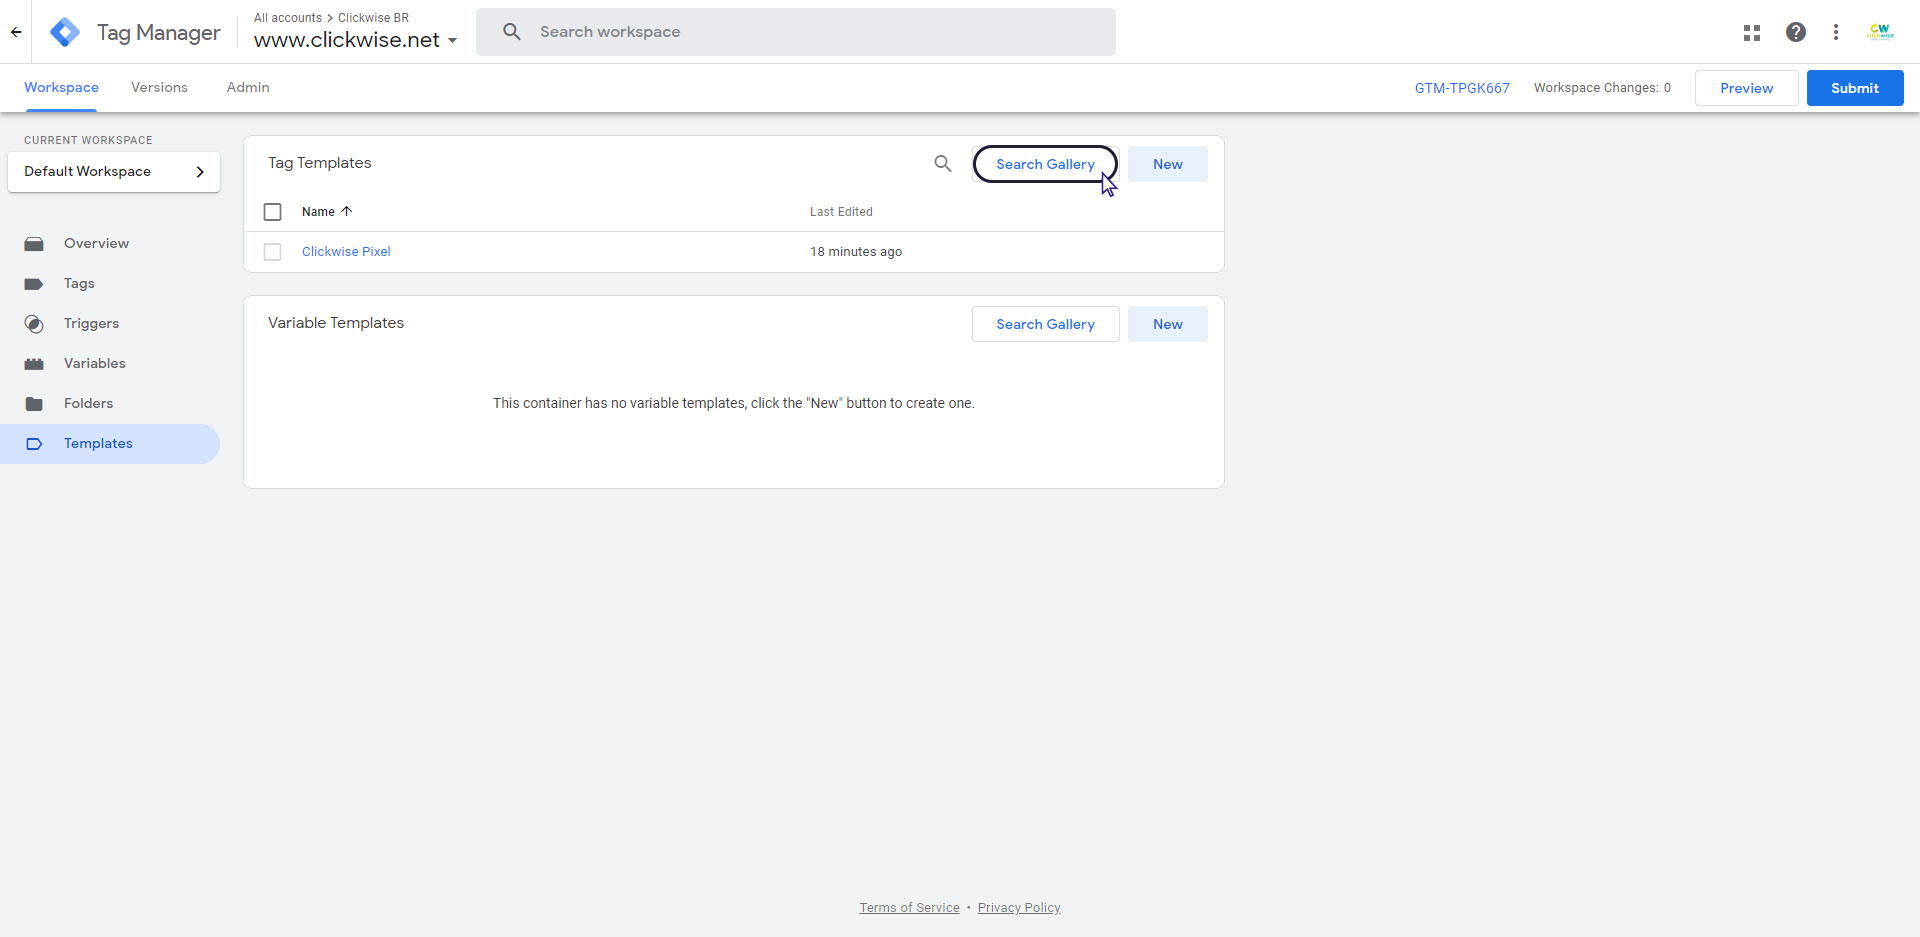 Tag Manager
All accounts > Clickwise BR
www.clickwise.net
Search workspace
CW
clickwise
Workspace
Versions
Admin
GTM-TPGK667
Workspace Changes: 0
Preview
Submit
CURRENT WORKSPACE
Default Workspace
Overview
Tags
Triggers
Variables
Folders
Templates
Tag Templates
Search Gallery
New
Name
Last Edited
Clickwise Pixel
18 minutes ago
Variable Templates
Search Gallery
New
This container has no variable templates, click the "New" button to create one.
Terms of Service • Privacy Policy